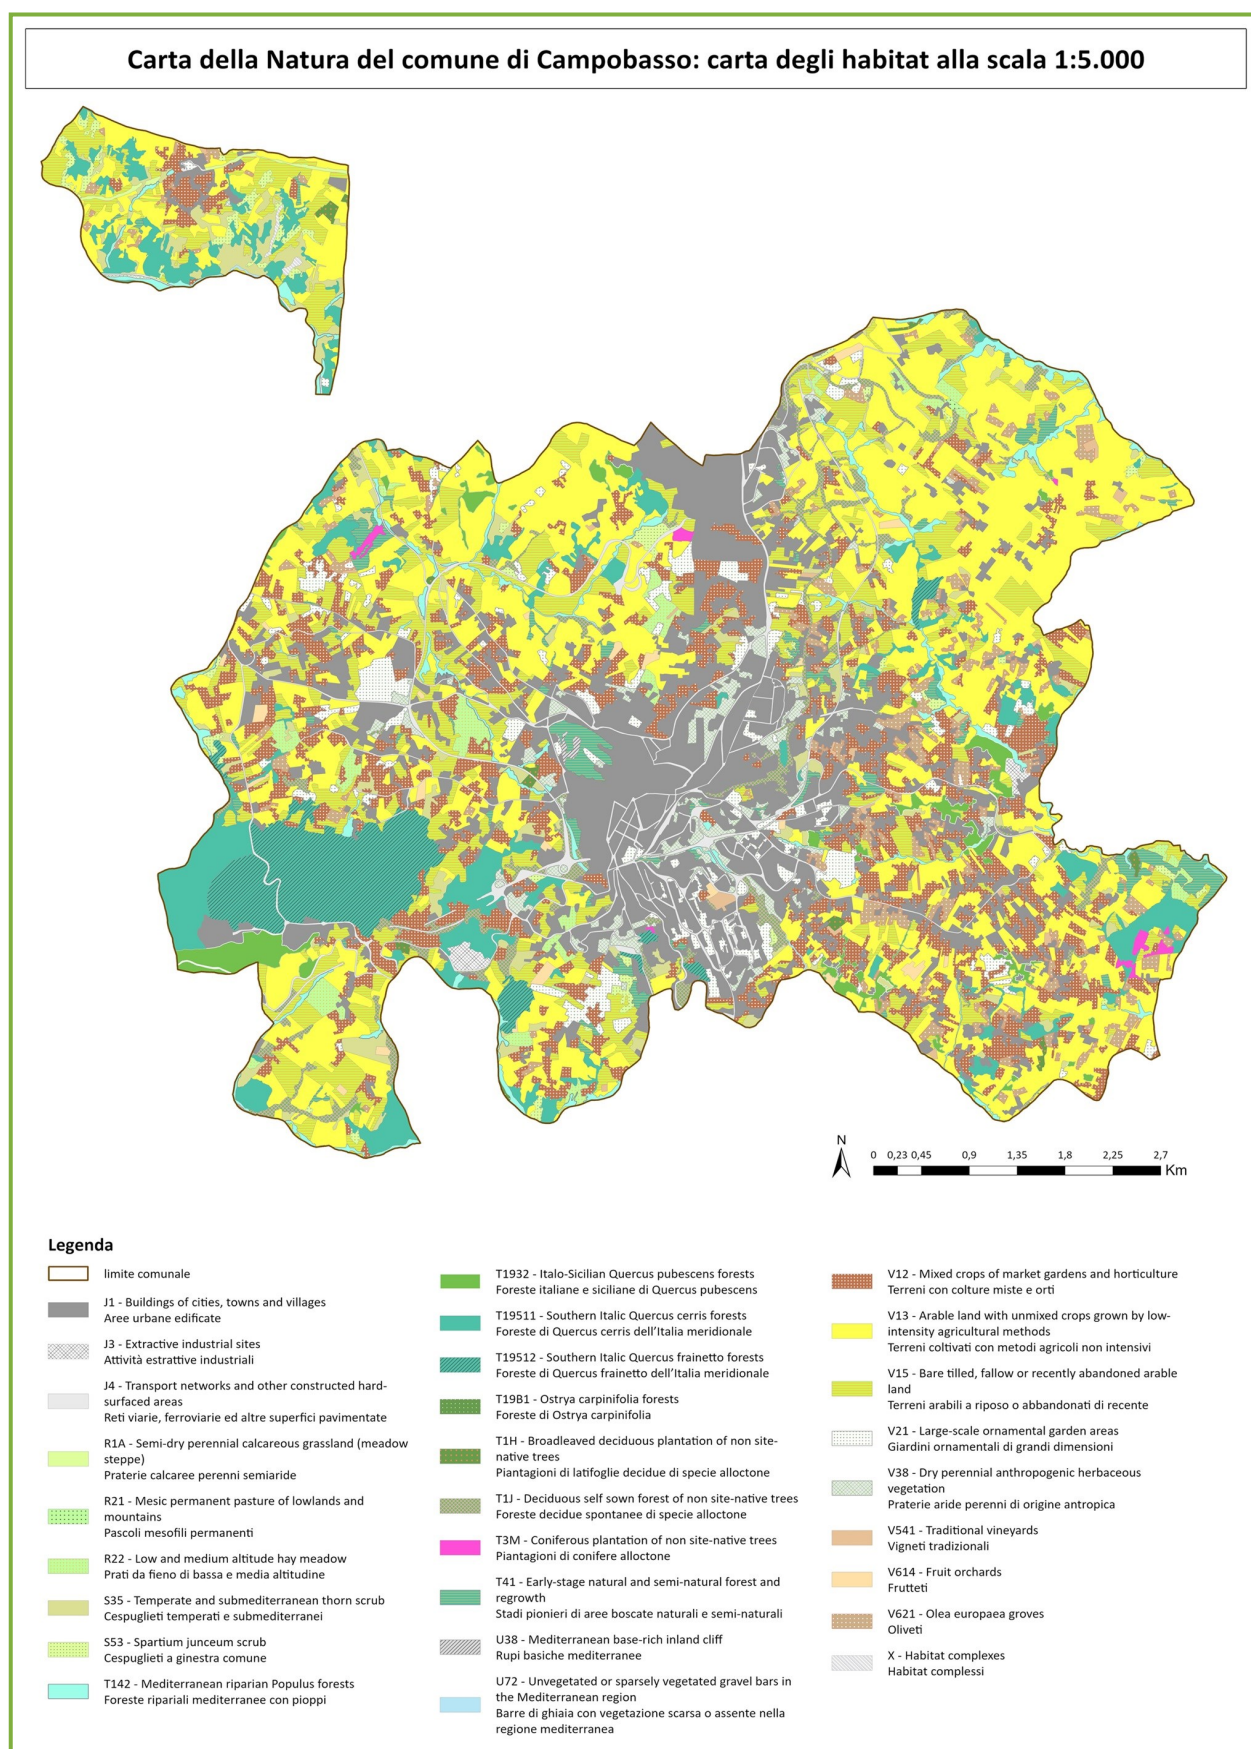 Carta della Natura del comune di Campobasso: carta degli habitat alla scala 1:5.000
N
0 0,23 0,45 0,9 1,35 1,8 2,25 2,7
Km
Legenda
limite comunale
J1 - Buildings of cities, towns and villages
Aree urbane edificate
J3 - Extractive industrial sites
Attività estrattive industriali
J4 - Transport networks and other constructed hard-
surfaced areas
Reti viarie, ferroviarie ed altre superfici pavimentate
R1A - Semi-dry perennial calcareous grassland (meadow
steppe)
Praterie calcaree perenni semiaride
R21 - Mesic permanent pasture of lowlands and
mountains
Pascoli mesofili permanenti
R22 - Low and medium altitude hay meadow
Prati da fieno di bassa e media altitudine
S35 - Temperate and submediterranean thorn scrub
Cespuglieti temperati e submediterranei
S53 - Spartium junceum scrub
Cespuglieti a ginestra comune
T142 - Mediterranean riparian Populus forests
Foreste ripariali mediterranee con pioppi
T1932 - Italo-Sicilian Quercus pubescens forests
Foreste italiane e siciliane di Quercus pubescens
T19511 - Southern Italic Quercus cerris forests
Foreste di Quercus cerris dell'Italia meridionale
T19512 - Southern Italic Quercus frainetto forests
Foreste di Quercus frainetto dell'Italia meridionale
T19B1 - Ostrya carpinifolia forests
Foreste di Ostrya carpinifolia
T1H - Broadleaved deciduous plantation of non site-
native trees
Piantagioni di latifoglie decidue di specie alloctone
T1J - Deciduous self sown forest of non site-native trees
Foreste decidue spontanee di specie alloctone
T3M - Coniferous plantation of non site-native trees
Piantagioni di conifere alloctone
T41 - Early-stage natural and semi-natural forest and
regrowth
Stadi pionieri di aree boscate naturali e semi-naturali
U38 - Mediterranean base-rich inland cliff
Rupi basiche mediterranee
U72 - Unvegetated or sparsely vegetated gravel bars in
the Mediterranean region
Barre di ghiaia con vegetazione scarsa o assente nella
regione mediterranea
V12 - Mixed crops of market gardens and horticulture
Terreni con colture miste e orti
V13 - Arable land with unmixed crops grown by low-
intensity agricultural methods
Terreni coltivati con metodi agricoli non intensivi
V15 - Bare tilled, fallow or recently abandoned arable
land
Terreni arabili a riposo o abbandonati di recente
V21 - Large-scale ornamental garden areas
Giardini ornamentali di grandi dimensioni
V38 - Dry perennial anthropogenic herbaceous
vegetation
Praterie aride perenni di origine antropica
V541 - Traditional vineyards
Vigneti tradizionali
V614 - Fruit orchards
Frutteti
V621 - Olea europaea groves
Oliveti
X - Habitat complexes
Habitat complessi